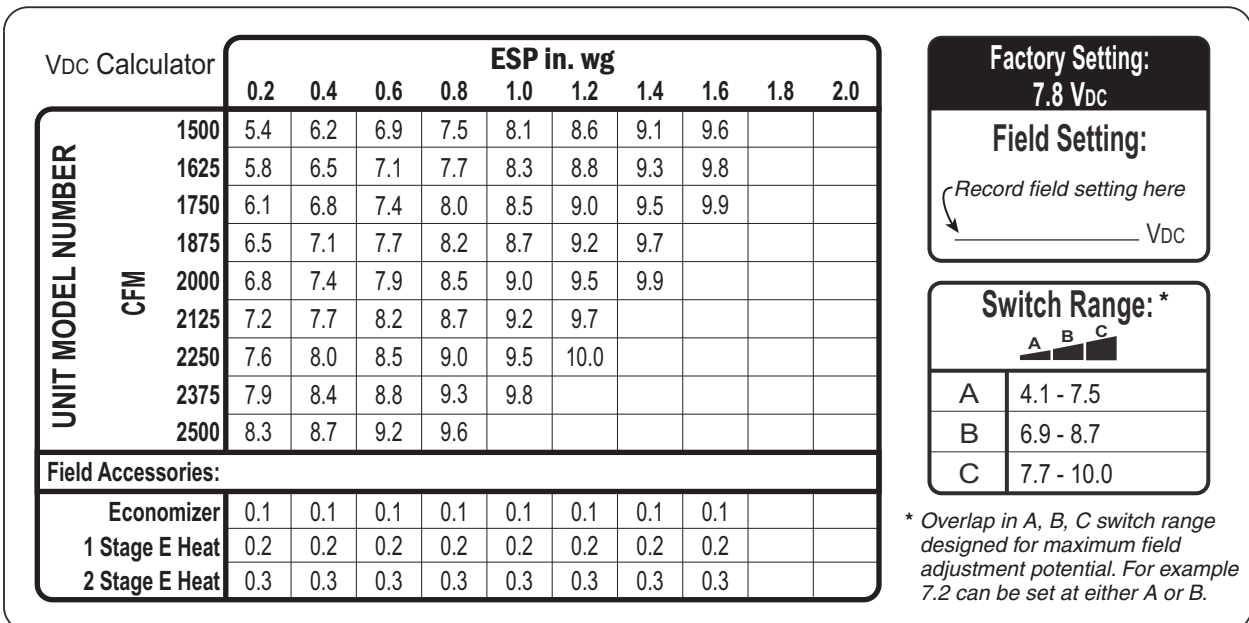 VDC Calculator
ESP in. wg
0.2 0.4 0.6 0.8 1.0 1.2 1.4 1.6 1.8 2.0
UNIT MODEL NUMBER
CFM
1500 5.4 6.2 6.9 7.5 8.1 8.6 9.1 9.6
1625 5.8 6.5 7.1 7.7 8.3 8.8 9.3 9.8
1750 6.1 6.8 7.4 8.0 8.5 9.0 9.5 9.9
1875 6.5 7.1 7.7 8.2 8.7 9.2 9.7
2000 6.8 7.4 7.9 8.5 9.0 9.5 9.9
2125 7.2 7.7 8.2 8.7 9.2 9.7
2250 7.6 8.0 8.5 9.0 9.5 10.0
2375 7.9 8.4 8.8 9.3 9.8
2500 8.3 8.7 9.2 9.6
Field Accessories:
Economizer 0.1 0.1 0.1 0.1 0.1 0.1 0.1 0.1
1 Stage E Heat 0.2 0.2 0.2 0.2 0.2 0.2 0.2 0.2
2 Stage E Heat 0.3 0.3 0.3 0.3 0.3 0.3 0.3 0.3
Factory Setting:
7.8 VDC
Field Setting:
Record field setting here
VDC
Switch Range: *
A B C
A 4.1 - 7.5
B 6.9 - 8.7
C 7.7 - 10.0
* Overlap in A, B, C switch range
designed for maximum field
adjustment potential. For example
7.2 can be set at either A or B.